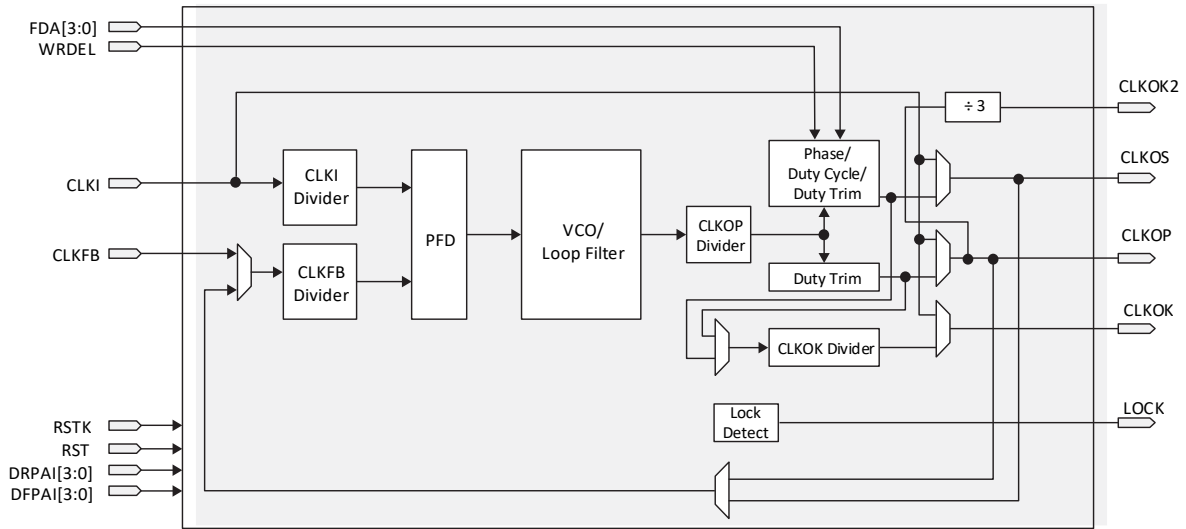 FDA[3:0]
WRDEL
CLKOK2
÷ 3
Phase/
Duty Cycle/
Duty Trim
CLKOS
CLKI
CLKI
Divider
PFD
VCO/
Loop Filter
CLKOP
Divider
CLKFB
CLKFB
Divider
Duty Trim
CLKOP
CLKOK Divider
CLKOK
Lock
Detect
LOCK
RSTK
RST
DRPAI[3:0]
DFPAI[3:0]